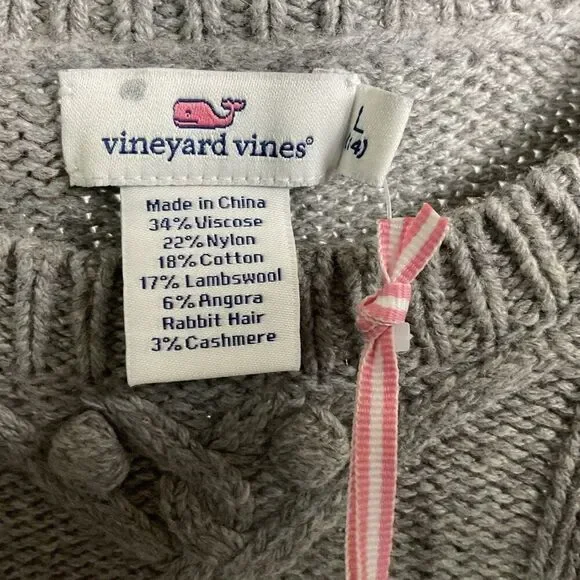 vineyard vines®
L
(14)
Made in China
34% Viscose
22% Nylon
18% Cotton
17% Lambswool
6% Angora
Rabbit Hair
3% Cashmere